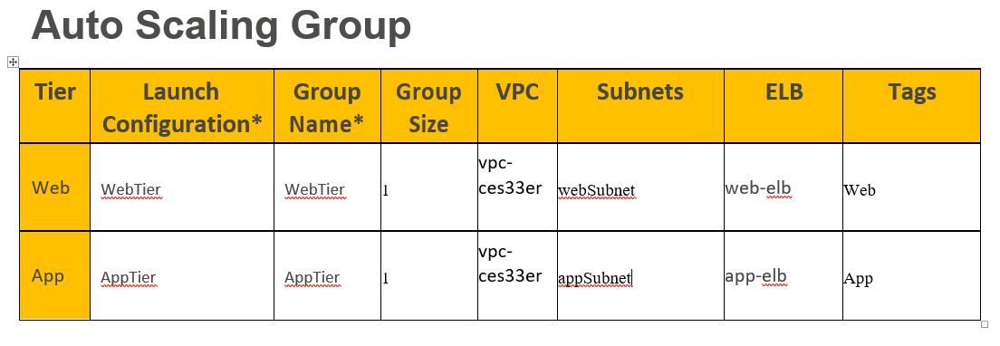 Auto Scaling Group
Tier Launch Configuration* Group Name* Group Size VPC Subnets ELB Tags
Web WebTier WebTier 1 vpc-ces33er webSubnet web-elb Web
App AppTier AppTier 1 vpc-ces33er appSubnet app-elb App